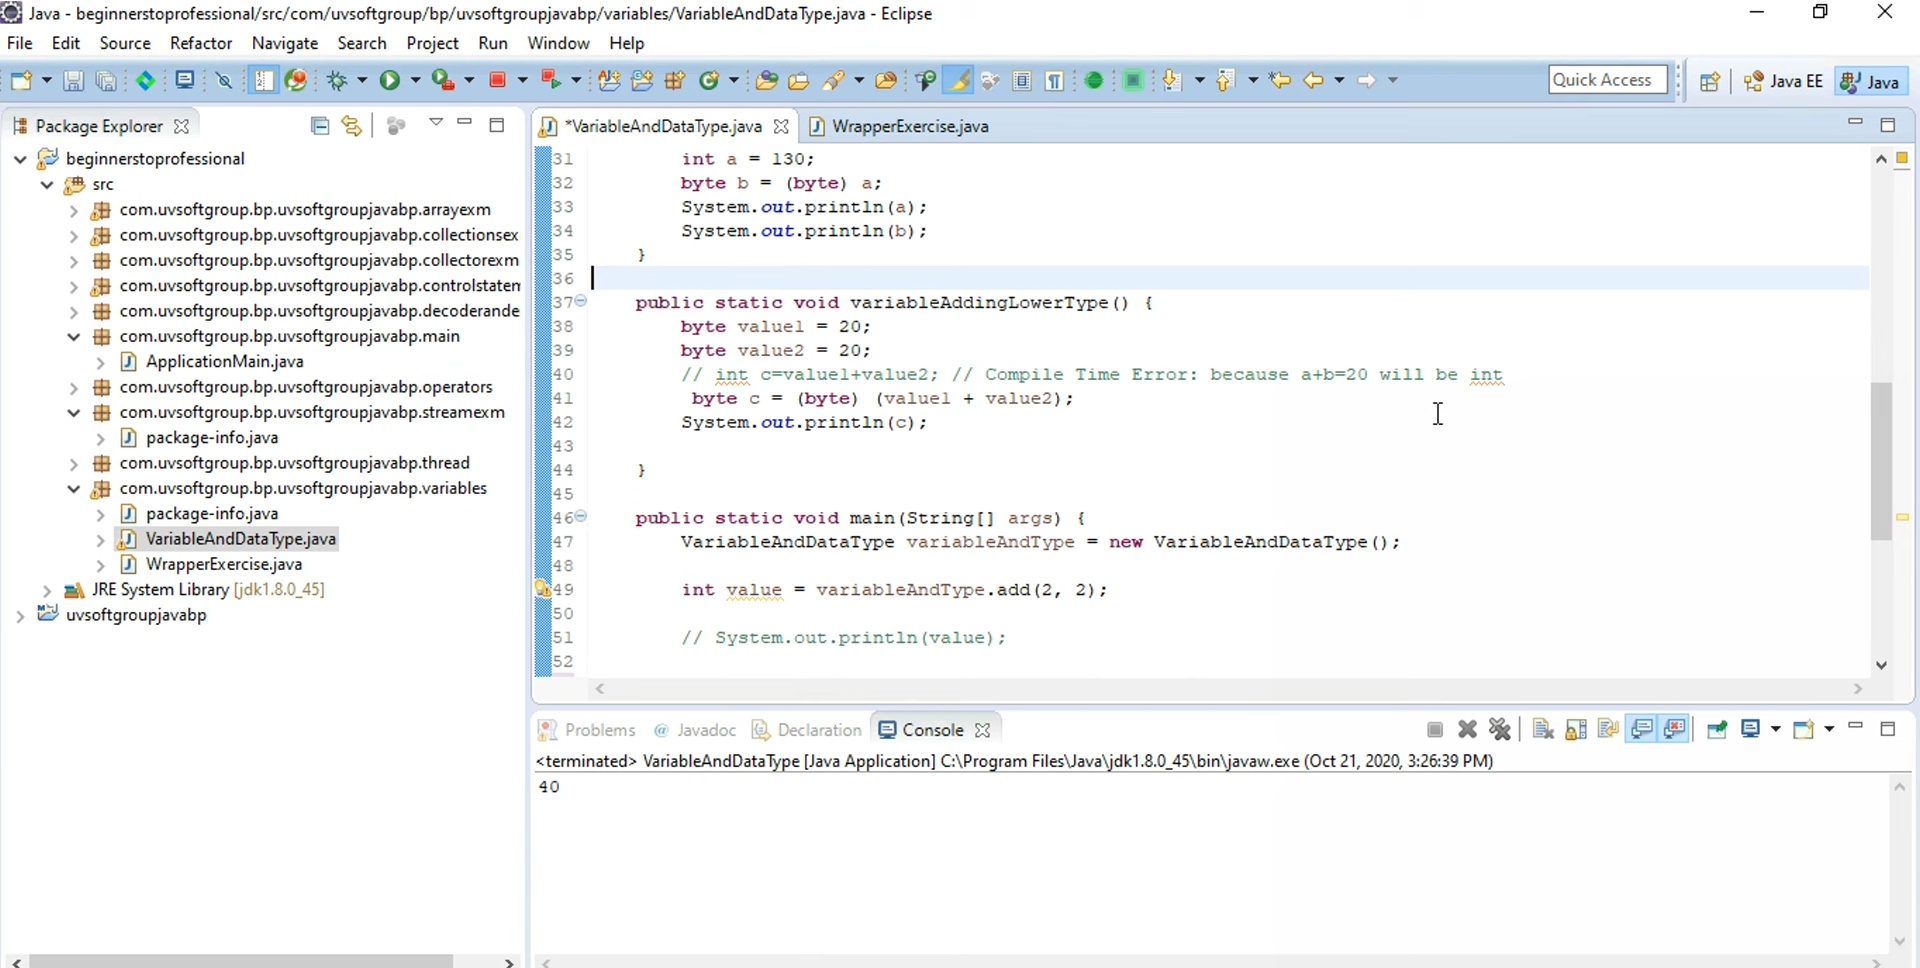 Java - beginnerstoprofessional/src/com/uvsoftgroup/bp/uvsoftgroupjavabp/variables/VariableAndDataType.java - Eclipse
File Edit Source Refactor Navigate Search Project Run Window Help
Quick Access Java EE Java
Package Explorer
beginnerstoprofessional
src
com.uvsoftgroup.bp.uvsoftgroupjavabp.arrayexm
com.uvsoftgroup.bp.uvsoftgroupjavabp.collectionsex
com.uvsoftgroup.bp.uvsoftgroupjavabp.collectorexm
com.uvsoftgroup.bp.uvsoftgroupjavabp.controlstatem
com.uvsoftgroup.bp.uvsoftgroupjavabp.decoderande
com.uvsoftgroup.bp.uvsoftgroupjavabp.main
ApplicationMain.java
com.uvsoftgroup.bp.uvsoftgroupjavabp.operators
com.uvsoftgroup.bp.uvsoftgroupjavabp.streamexm
package-info.java
com.uvsoftgroup.bp.uvsoftgroupjavabp.thread
com.uvsoftgroup.bp.uvsoftgroupjavabp.variables
package-info.java
VariableAndDataType.java
WrapperExercise.java
JRE System Library [jdk1.8.0_45]
uvsoftgroupjavabp
*VariableAndDataType.java WrapperExercise.java
31 int a = 130;
32 byte b = (byte) a;
33 System.out.println(a);
34 System.out.println(b);
35 }
36
37 public static void variableAddingLowerType() {
38 byte value1 = 20;
39 byte value2 = 20;
40 // int c=value1+value2; // Compile Time Error: because a+b=20 will be int
41 byte c = (byte) (value1 + value2);
42 System.out.println(c);
43
44 }
45
46 public static void main(String[] args) {
47 VariableAndDataType variableAndType = new VariableAndDataType();
48
49 int value = variableAndType.add(2, 2);
50
51 // System.out.println(value);
52
Problems @ Javadoc Declaration Console
<terminated> VariableAndDataType [Java Application] C:\Program Files\Java\jdk1.8.0_45\bin\javaw.exe (Oct 21, 2020, 3:26:39 PM)
40